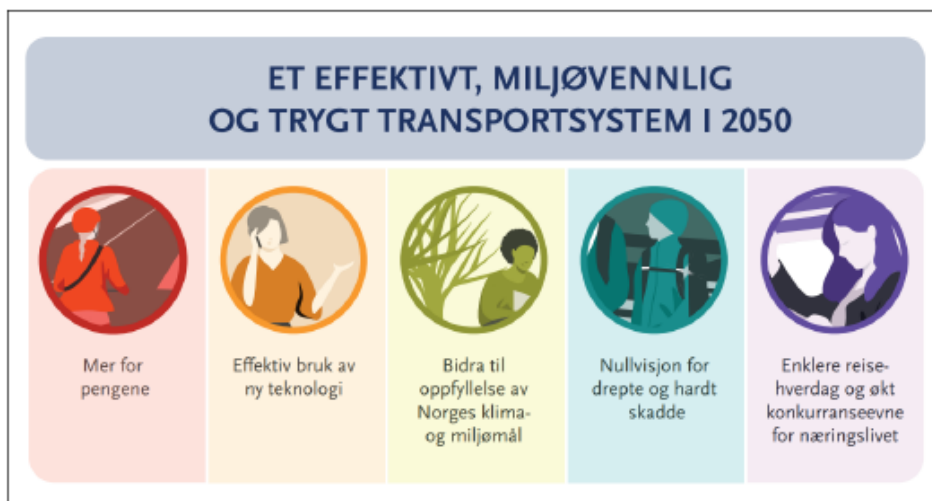 ET EFFEKTIVT, MILJØVENNLIG
OG TRYGT TRANSPORTSYSTEM I 2050
Mer for
pengene
Effektiv bruk av
ny teknologi
Bidra til
oppfyllelse av
Norges klima-
og miljømål
Nullvisjon for
drepte og hardt
skadde
Enklere reise-
hverdag og økt
konkurranseevne
for næringslivet